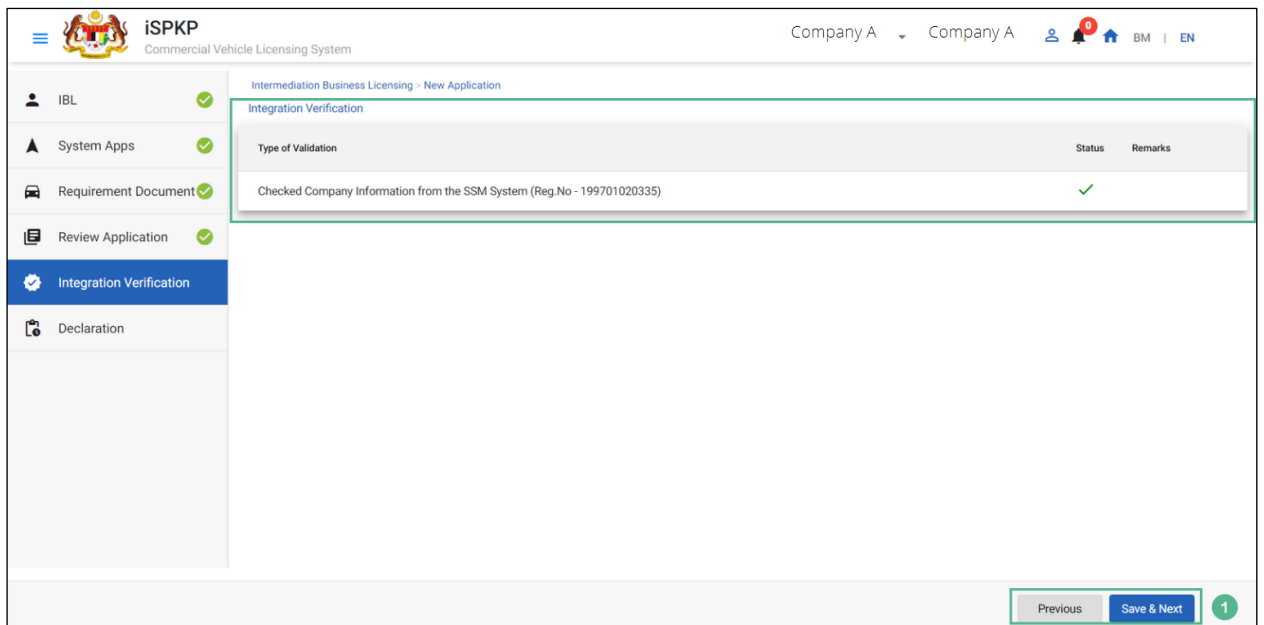 iSPKP
Commercial Vehicle Licensing System
Company A
Company A
0
BM | EN
IBL
System Apps
Requirement Document
Review Application
Integration Verification
Declaration
Intermediation Business Licensing > New Application
Integration Verification
Type of Validation Status Remarks
Checked Company Information from the SSM System (Reg.No - 199701020335)
Previous Save & Next 1